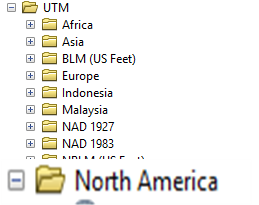 UTM
Africa
Asia
BLM (US Feet)
Europe
Indonesia
Malaysia
NAD 1927
NAD 1983
North America